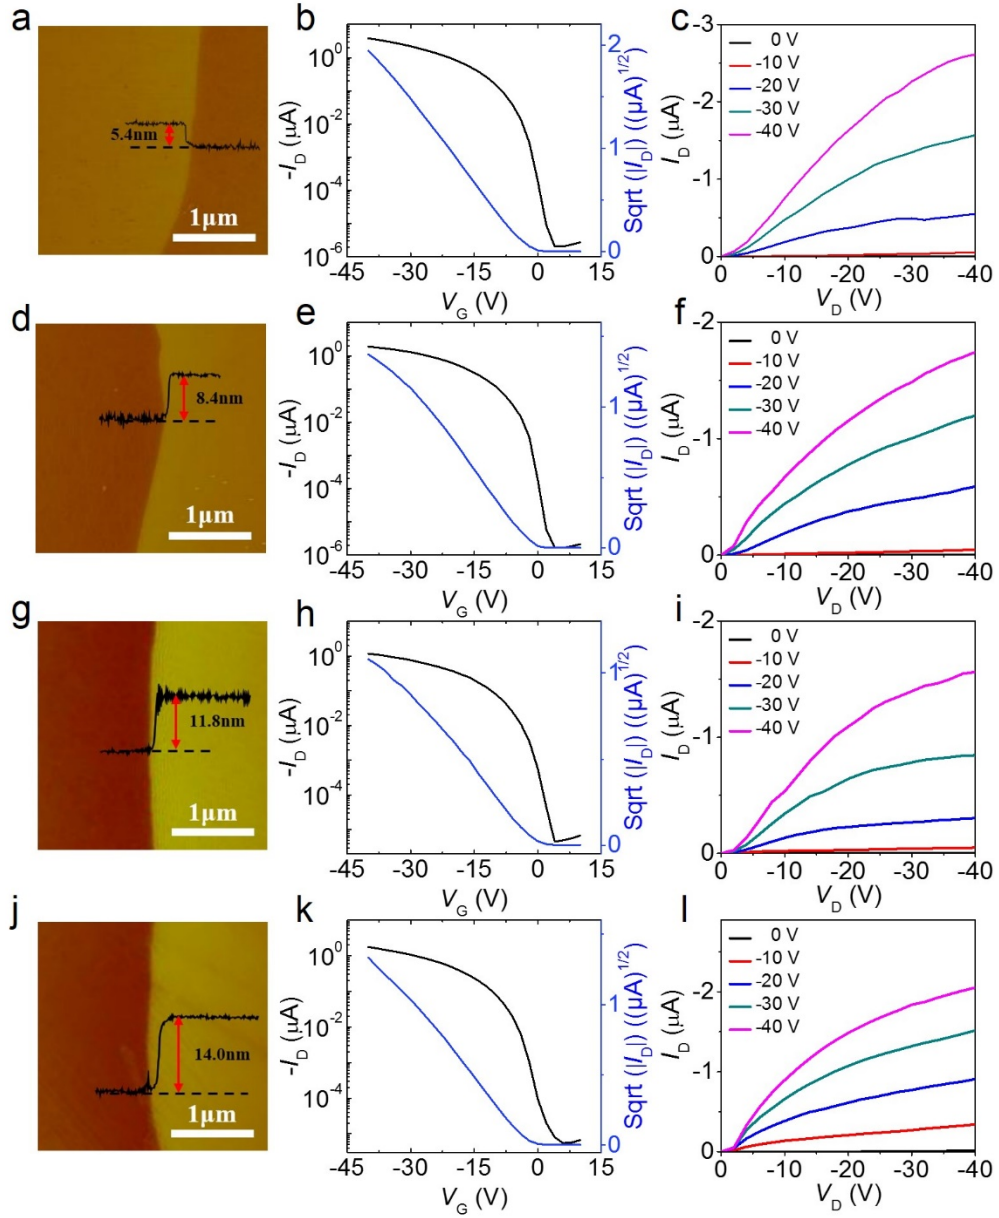 a
5.4nm
1μm
b
10⁰
10⁻²
10⁻⁴
10⁻⁶
-I_D (μA)
2
1
0
Sqrt (|I_D|) ((μA)^1/2)
-45 -30 -15 0 15
V_G (V)
c
-3
-2
-1
0
I_D (μA)
0 V
-10 V
-20 V
-30 V
-40 V
0 -10 -20 -30 -40
V_D (V)
d
8.4nm
1μm
e
10⁰
10⁻²
10⁻⁴
10⁻⁶
-I_D (μA)
1
0
Sqrt (|I_D|) ((μA)^1/2)
-45 -30 -15 0 15
V_G (V)
f
-2
-1
0
I_D (μA)
0 V
-10 V
-20 V
-30 V
-40 V
0 -10 -20 -30 -40
V_D (V)
g
11.8nm
1μm
h
10⁰
10⁻²
10⁻⁴
-I_D (μA)
1
0
Sqrt (|I_D|) ((μA)^1/2)
-45 -30 -15 0 15
V_G (V)
i
-2
-1
0
I_D (μA)
0 V
-10 V
-20 V
-30 V
-40 V
0 -10 -20 -30 -40
V_D (V)
j
14.0nm
1μm
k
10⁰
10⁻²
10⁻⁴
-I_D (μA)
1
0
Sqrt (|I_D|) ((μA)^1/2)
-45 -30 -15 0 15
V_G (V)
l
-2
-1
0
I_D (μA)
0 V
-10 V
-20 V
-30 V
-40 V
0 -10 -20 -30 -40
V_D (V)